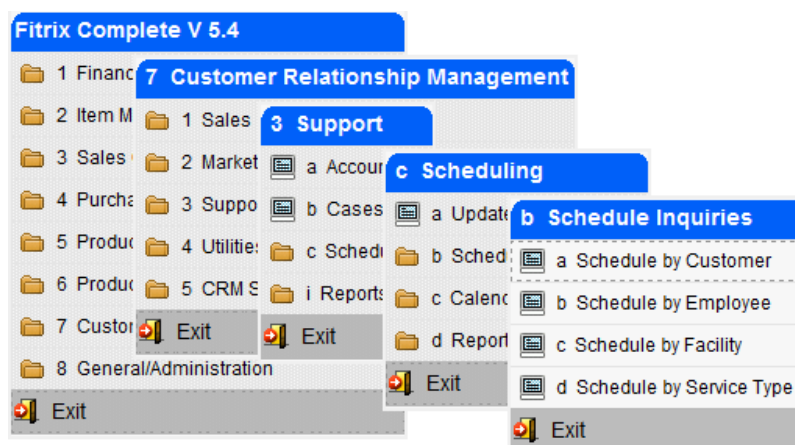 Fitrix Complete V 5.4
1 Financ
2 Item M
3 Sales
4 Purcha
5 Produc
6 Produc
7 Custor
8 General/Administration
Exit
7 Customer Relationship Management
1 Sales
2 Market
3 Suppo
4 Utilities
5 CRM S
Exit
3 Support
a Accour
b Cases
c Schedu
i Reports
Exit
c Scheduling
a Update
b Sched
c Calend
d Report
Exit
b Schedule Inquiries
a Schedule by Customer
b Schedule by Employee
c Schedule by Facility
d Schedule by Service Type
Exit